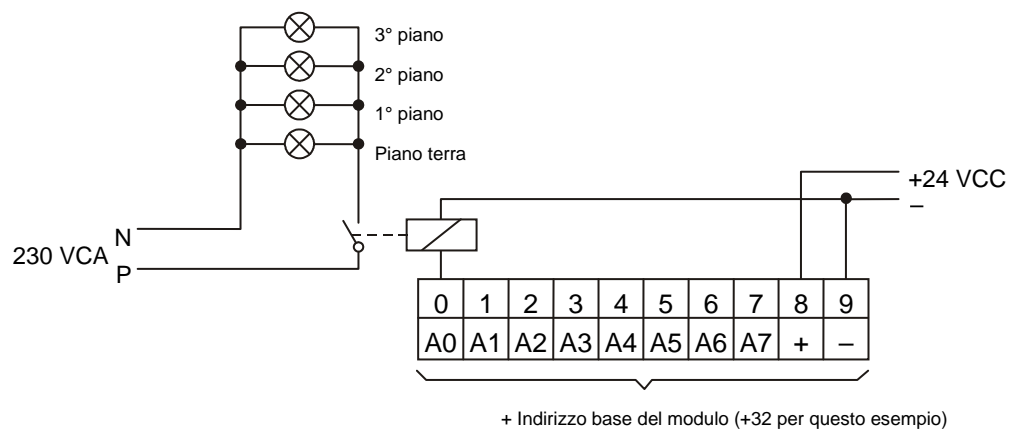 3° piano
2° piano
1° piano
Piano terra
+24 VCC
–
N
230 VCA
P
0 1 2 3 4 5 6 7 8 9
A0 A1 A2 A3 A4 A5 A6 A7 + –
+ Indirizzo base del modulo (+32 per questo esempio)